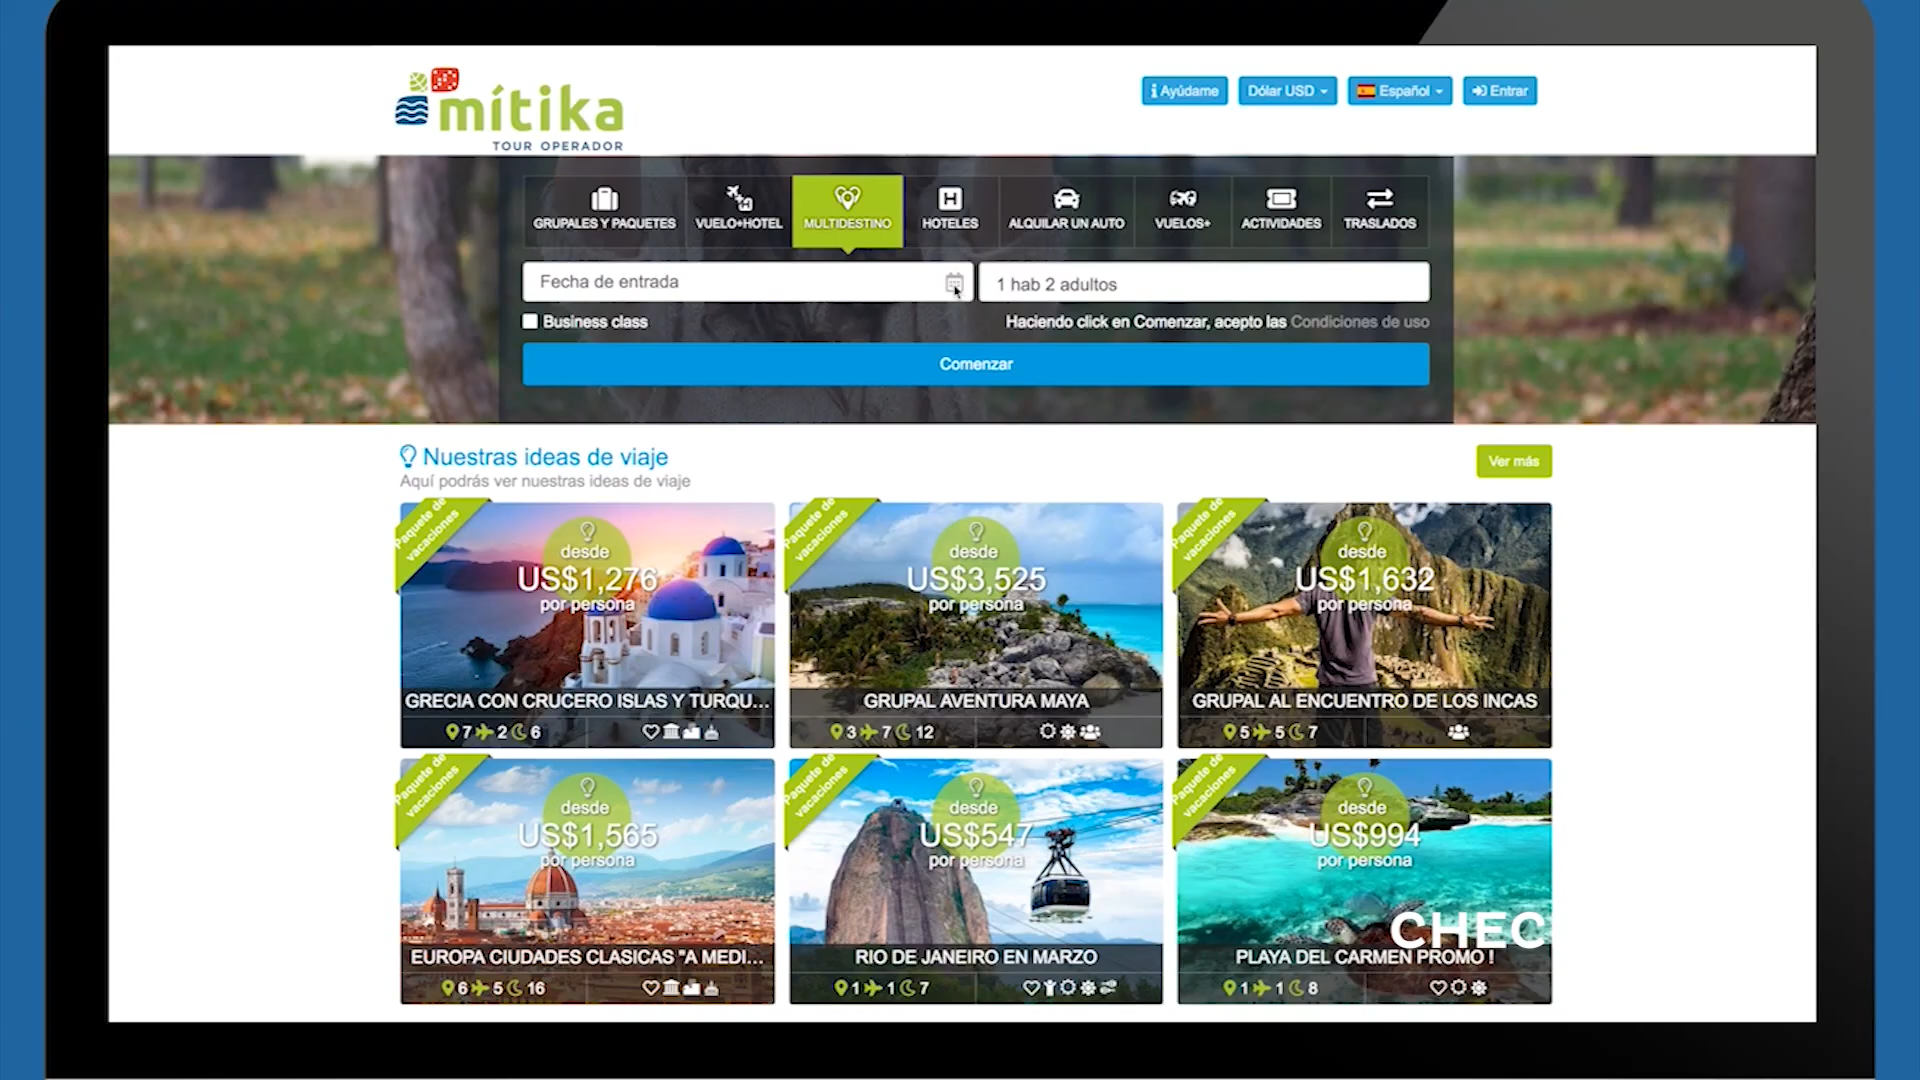 mítika
TOUR OPERADOR
Ayúdame
Dólar USD
Español
Entrar
GRUPALES Y PAQUETES
VUELO+HOTEL
MULTIDESTINO
HOTELES
ALQUILAR UN AUTO
VUELOS+
ACTIVIDADES
TRASLADOS
Fecha de entrada
1 hab 2 adultos
Business class
Haciendo click en Comenzar, acepto las Condiciones de uso
Comenzar
Nuestras ideas de viaje
Aquí podrás ver nuestras ideas de viaje
Ver más
Paquete de
vacaciones
desde
US$1,276
por persona
GRECIA CON CRUCERO ISLAS Y TURQU...
7 2 6
Paquete de
vacaciones
desde
US$3,525
por persona
GRUPAL AVENTURA MAYA
3 7 12
Paquete de
vacaciones
desde
US$1,632
por persona
GRUPAL AL ENCUENTRO DE LOS INCAS
5 5 7
Paquete de
vacaciones
desde
US$1,565
por persona
EUROPA CIUDADES CLASICAS "A MEDI...
6 5 16
Paquete de
vacaciones
desde
US$547
por persona
RIO DE JANEIRO EN MARZO
1 1 7
Paquete de
vacaciones
desde
US$994
por persona
CHEC
PLAYA DEL CARMEN PROMO !
1 1 8